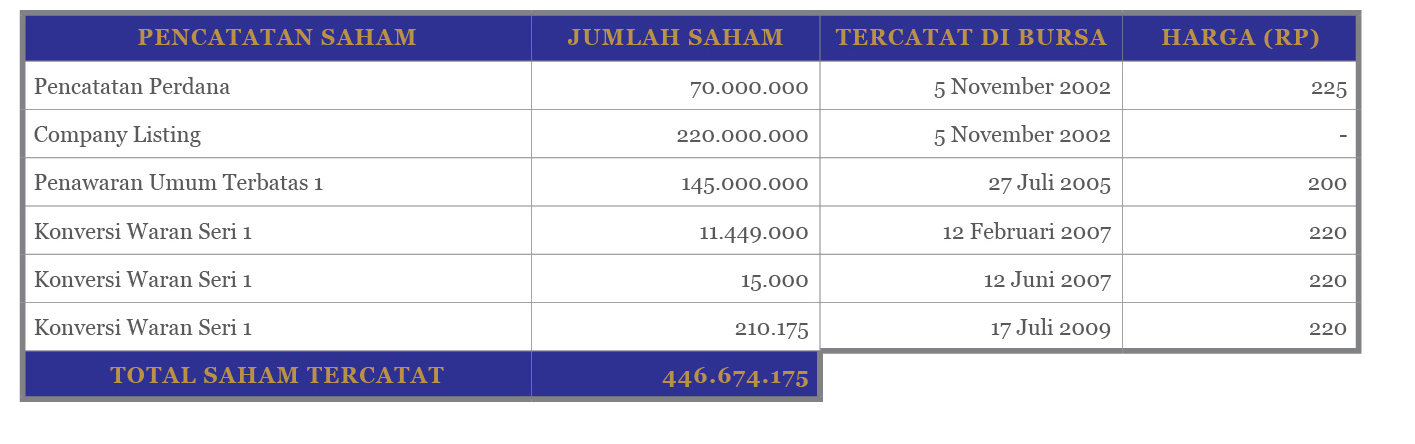 PENCATATAN SAHAM JUMLAH SAHAM TERCATAT DI BURSA HARGA (RP)
Pencatatan Perdana 70.000.000 5 November 2002 225
Company Listing 220.000.000 5 November 2002 -
Penawaran Umum Terbatas 1 145.000.000 27 Juli 2005 200
Konversi Waran Seri 1 11.449.000 12 Februari 2007 220
Konversi Waran Seri 1 15.000 12 Juni 2007 220
Konversi Waran Seri 1 210.175 17 Juli 2009 220
TOTAL SAHAM TERCATAT 446.674.175